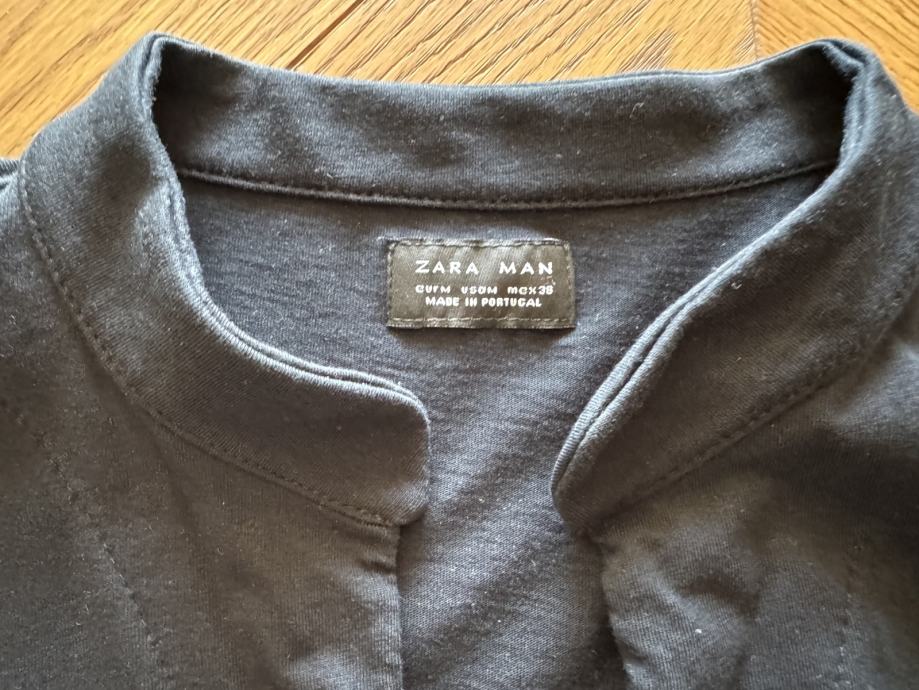 ZARA MAN
EUR M USA M MEX 38
MADE IN PORTUGAL